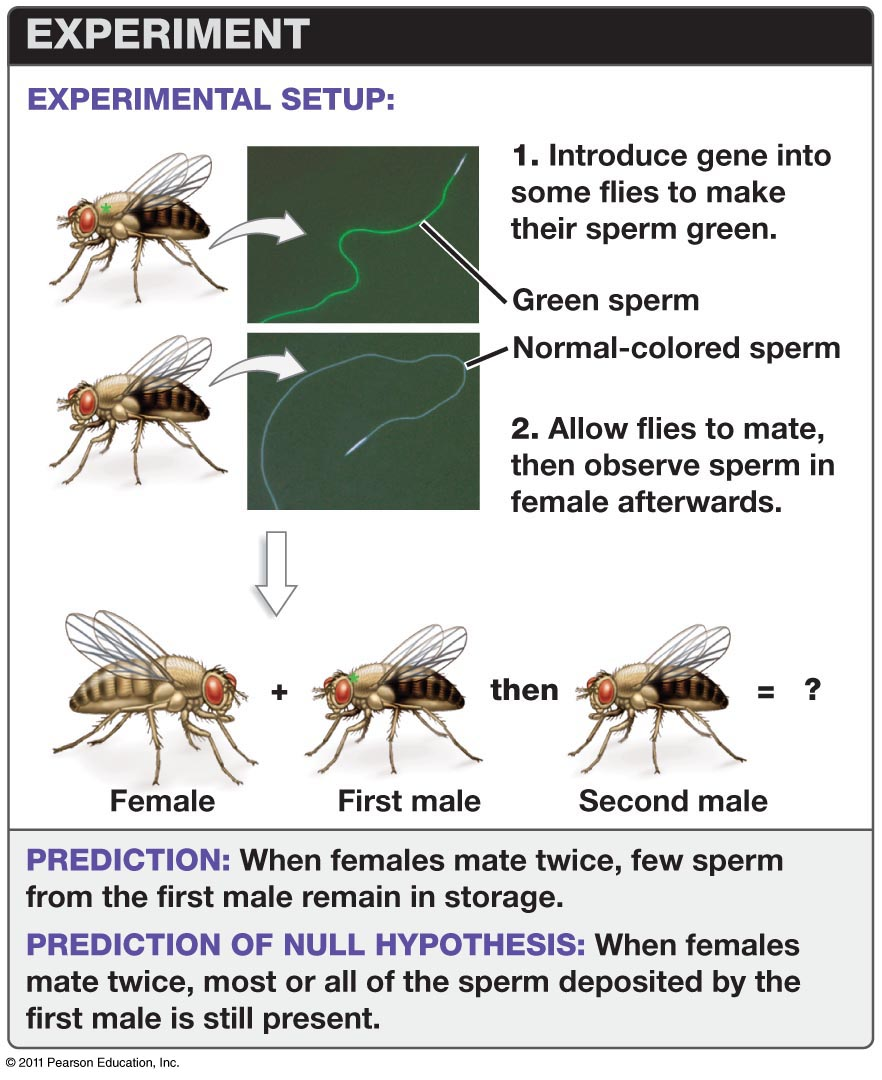 EXPERIMENT
EXPERIMENTAL SETUP:
1. Introduce gene into
some flies to make
their sperm green.
Green sperm
Normal-colored sperm
2. Allow flies to mate,
then observe sperm in
female afterwards.
+ then = ?
Female First male Second male
PREDICTION: When females mate twice, few sperm
from the first male remain in storage.
PREDICTION OF NULL HYPOTHESIS: When females
mate twice, most or all of the sperm deposited by the
first male is still present.
© 2011 Pearson Education, Inc.